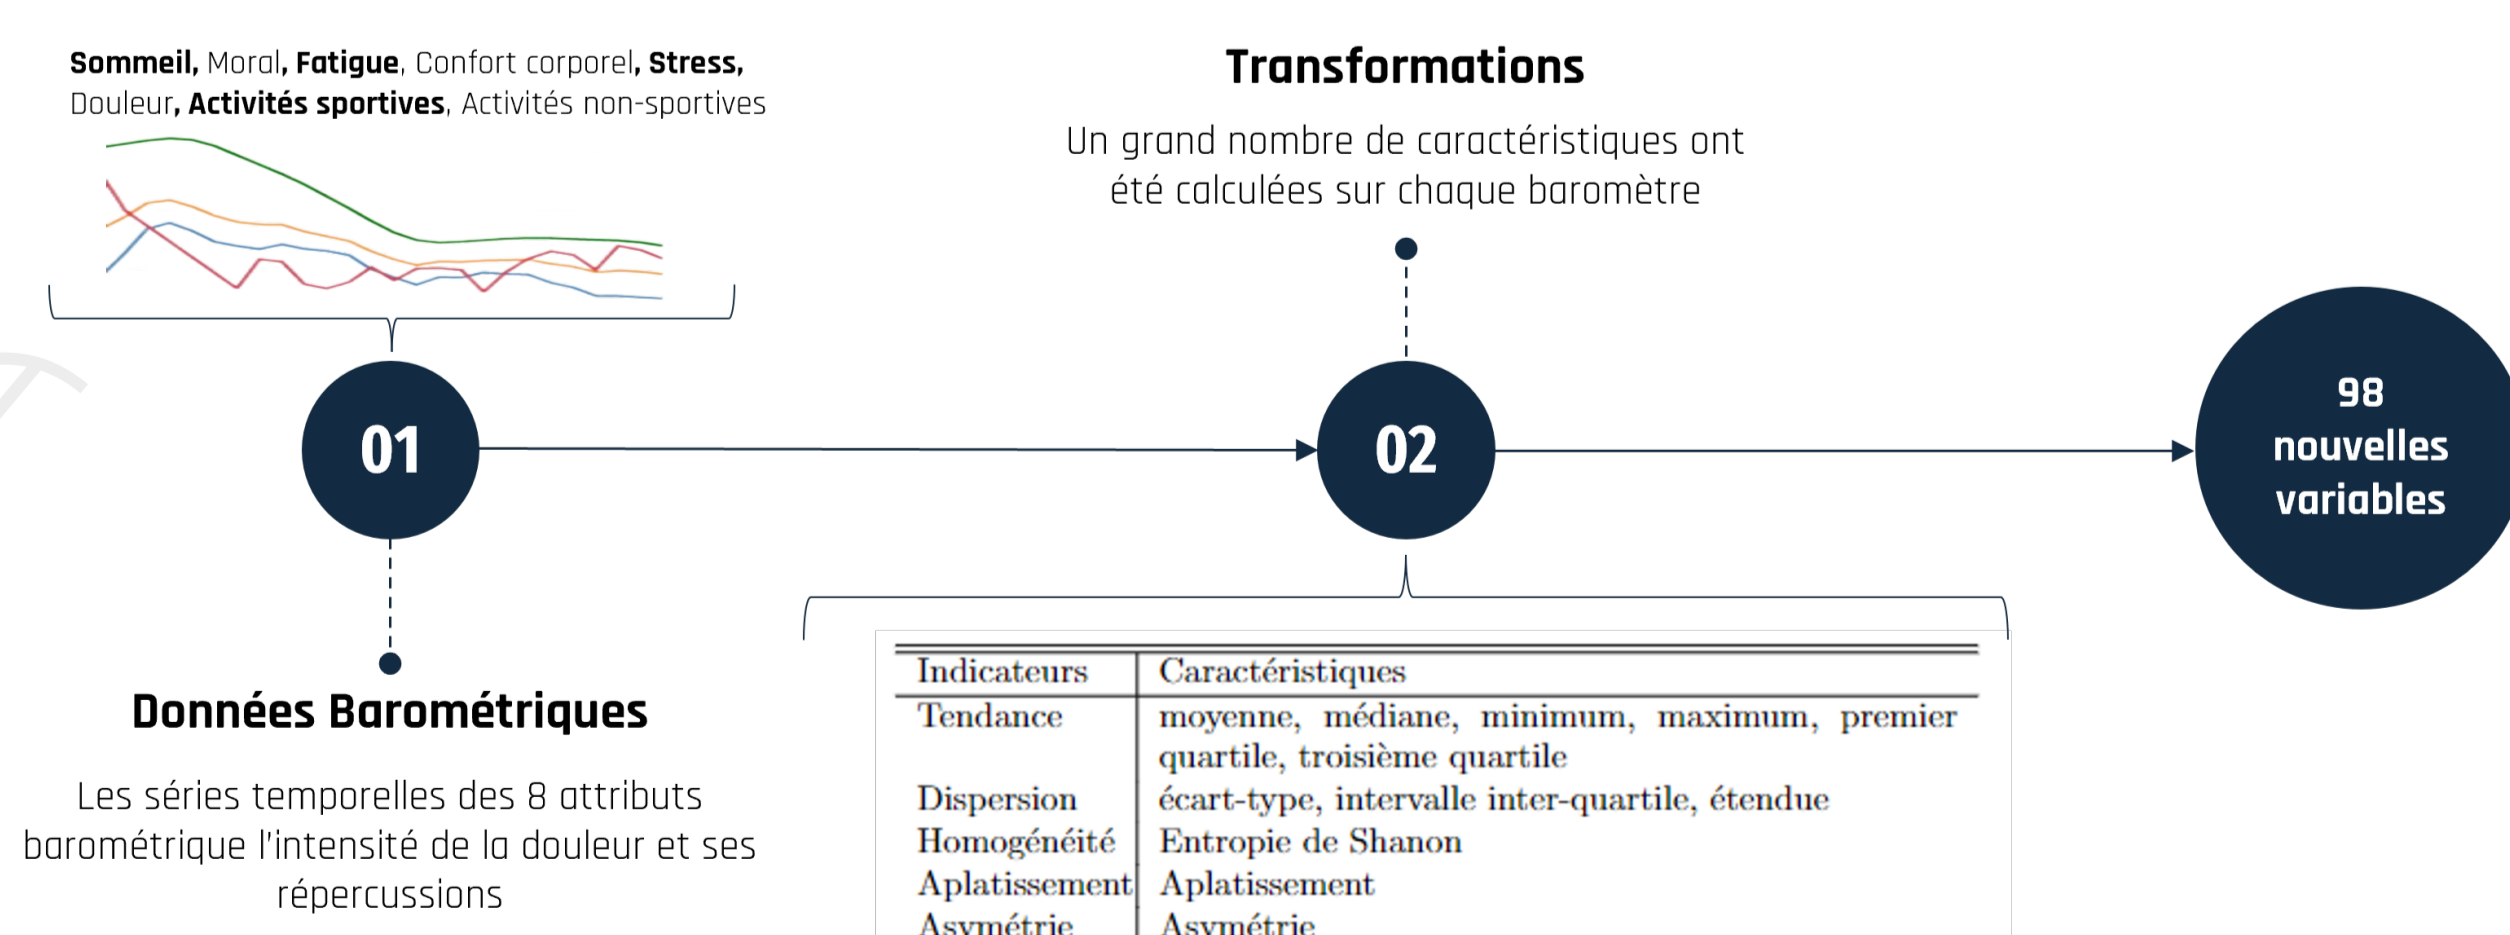 Sommeil, Moral, Fatigue, Confort corporel, Stress,
Douleur, Activités sportives, Activités non-sportives
Transformations
Un grand nombre de caractéristiques ont
été calculées sur chaque baromètre
01
02
98
nouvelles
variables
Données Barométriques
Les séries temporelles des 8 attributs
barométrique l'intensité de la douleur et ses
répercussions
Indicateurs Caractéristiques
Tendance moyenne, médiane, minimum, maximum, premier
quartile, troisième quartile
Dispersion écart-type, intervalle inter-quartile, étendue
Homogénéité Entropie de Shanon
Aplatissement Aplatissement
Asymétrie Asymétrie